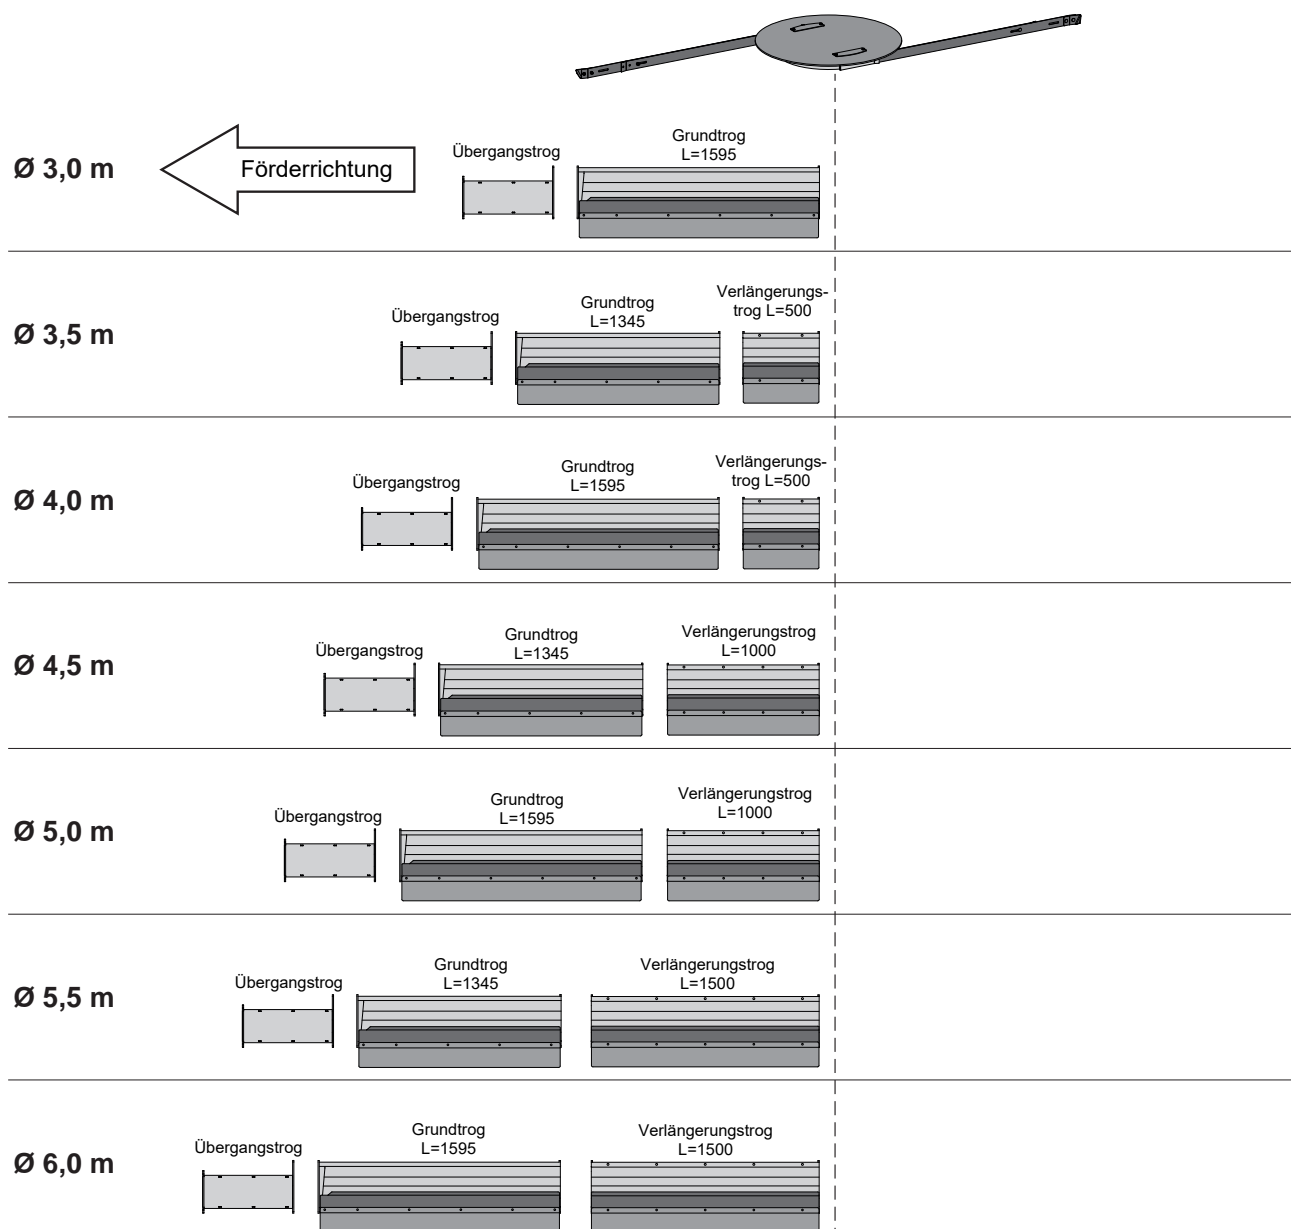 Ø 3,0 m
Förderrichtung
Übergangstrog
Grundtrog
L=1595
Ø 3,5 m
Übergangstrog
Grundtrog
L=1345
Verlängerungs-
trog L=500
Ø 4,0 m
Übergangstrog
Grundtrog
L=1595
Verlängerungs-
trog L=500
Ø 4,5 m
Übergangstrog
Grundtrog
L=1345
Verlängerungstrog
L=1000
Ø 5,0 m
Übergangstrog
Grundtrog
L=1595
Verlängerungstrog
L=1000
Ø 5,5 m
Übergangstrog
Grundtrog
L=1345
Verlängerungstrog
L=1500
Ø 6,0 m
Übergangstrog
Grundtrog
L=1595
Verlängerungstrog
L=1500